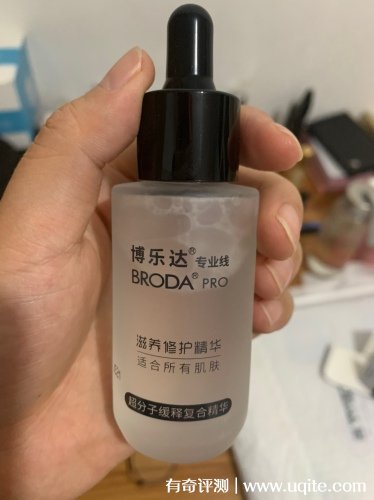 博乐达®专业线
BRODA® PRO
滋养修护精华
适合所有肌肤
超分子缓释复合精华
有奇评测 | www.uqite.com